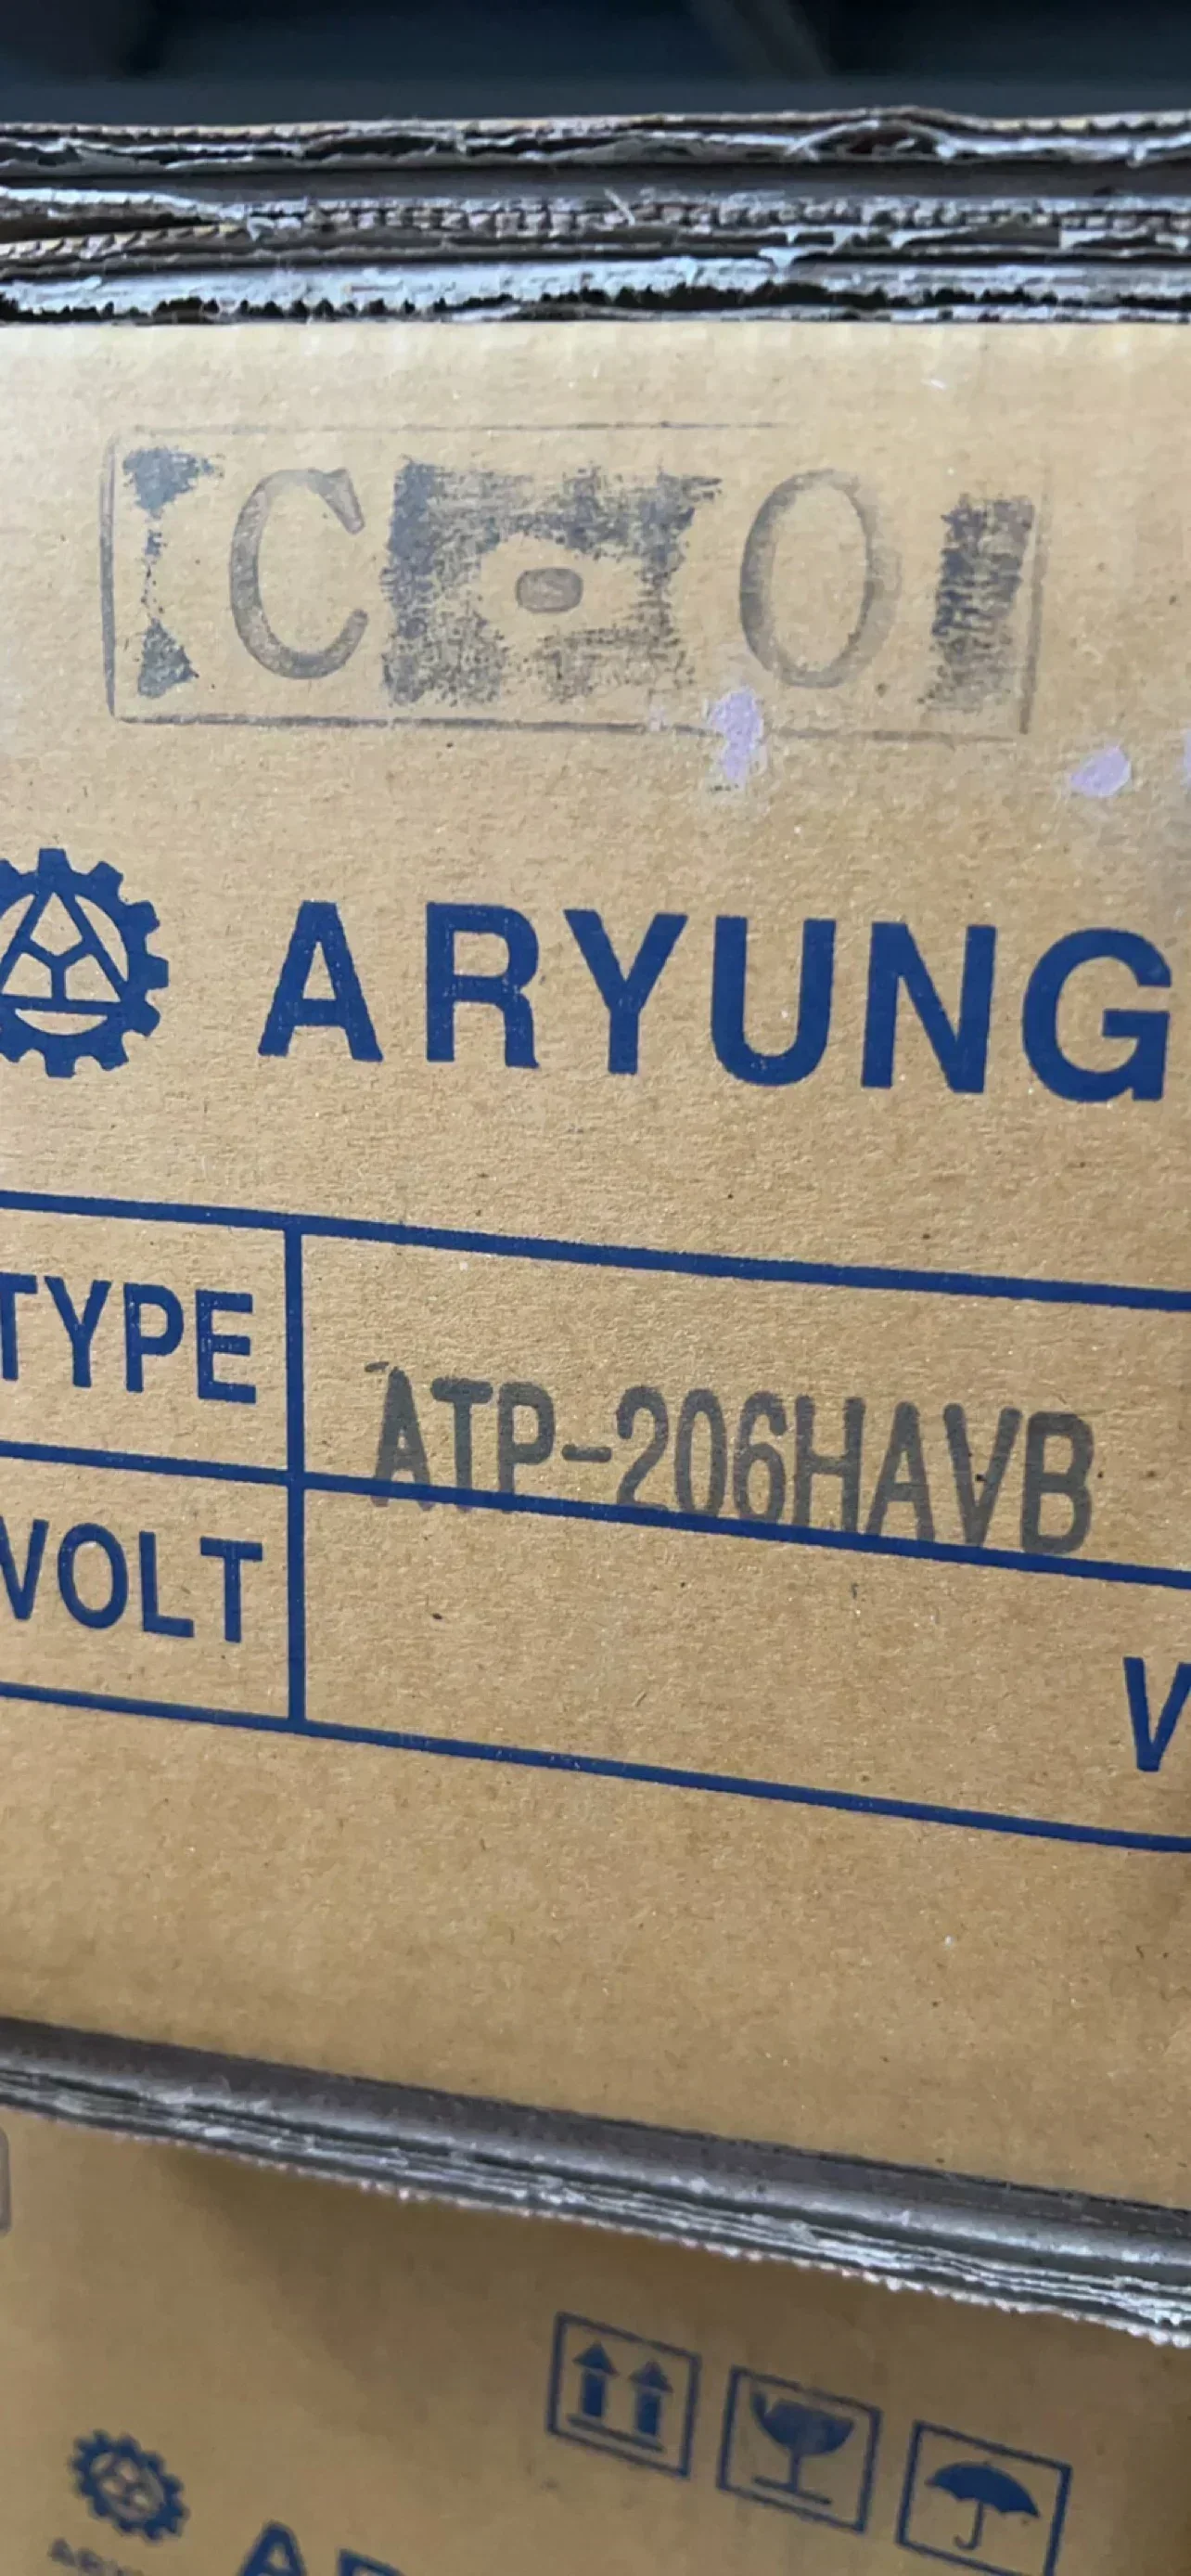 C-O
ARYUNG
TYPE
ATP-206HAVB
VOLT
V